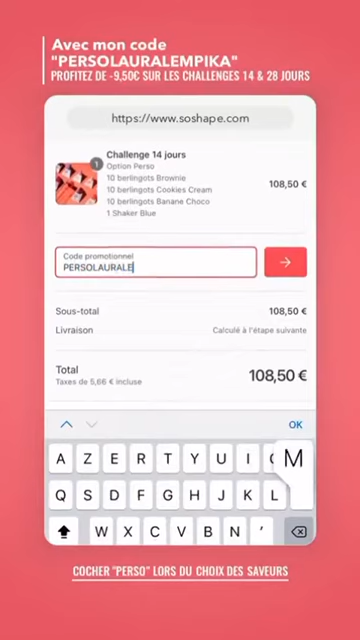 Avec mon code
"PERSOLAURALEMPIKA"
PROFITEZ DE -9,50€ SUR LES CHALLENGES 14 & 28 JOURS
https://www.soshape.com
1
Challenge 14 jours
Option Perso
10 berlingots Brownie
108,50 €
10 berlingots Cookies Cream
10 berlingots Banane Choco
1 Shaker Blue
Code promotionnel
PERSOLAURALE
Sous-total 108,50 €
Livraison Calculé à l'étape suivante
Total 108,50 €
Taxes de 5,66 € incluse
OK
A Z E R T Y U I M
Q S D F G H J K L
W X C V B N '
COCHER "PERSO" LORS DU CHOIX DES SAVEURS